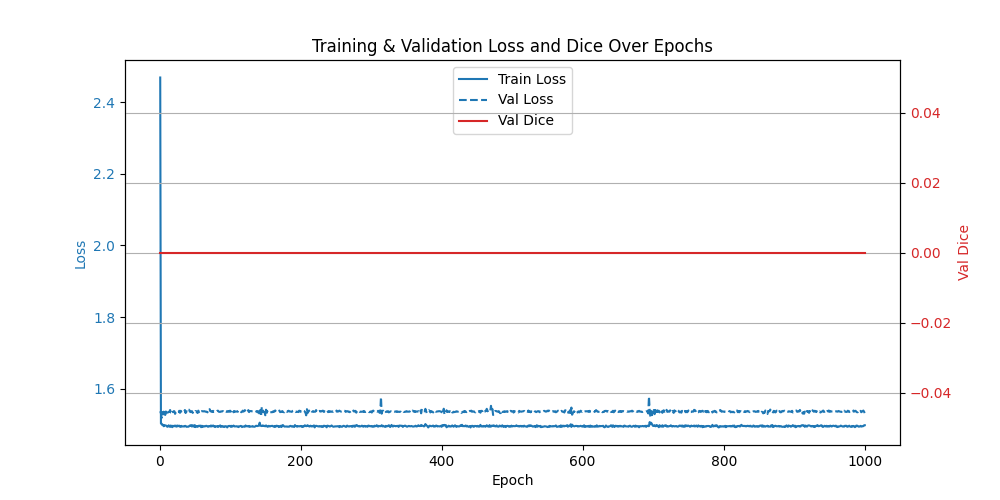 Training & Validation Loss and Dice Over Epochs
Train Loss
Val Loss
Val Dice
2.4
2.2
2.0
1.8
1.6
Loss
0.04
0.02
0.00
−0.02
−0.04
Val Dice
0
200
400
600
800
1000
Epoch